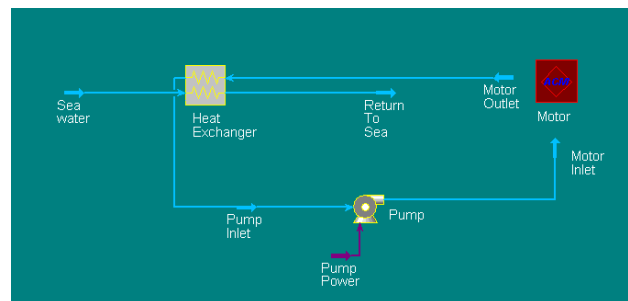 Sea
water
Heat
Exchanger
Return
To
Sea
Motor
Outlet
Motor
Motor
Inlet
Pump
Inlet
Pump
Pump
Power